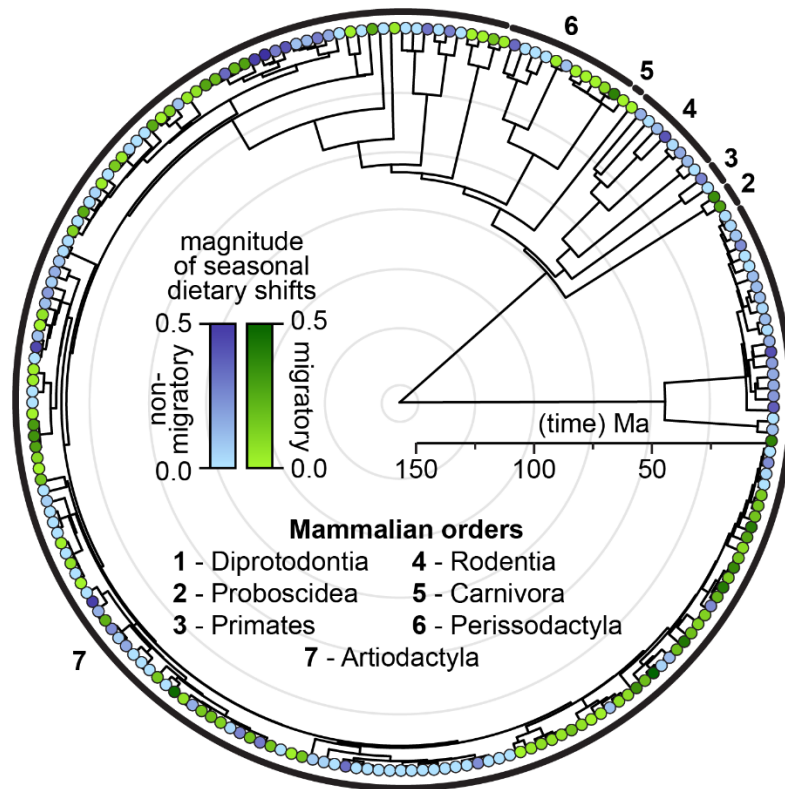 6
5
4
3
2
magnitude
of seasonal
dietary shifts
0.5
0.5
non-
migratory
migratory
0.0
0.0
(time) Ma
150
100
50
Mammalian orders
1 - Diprotodontia
4 - Rodentia
2 - Proboscidea
5 - Carnivora
3 - Primates
6 - Perissodactyla
7 - Artiodactyla
7